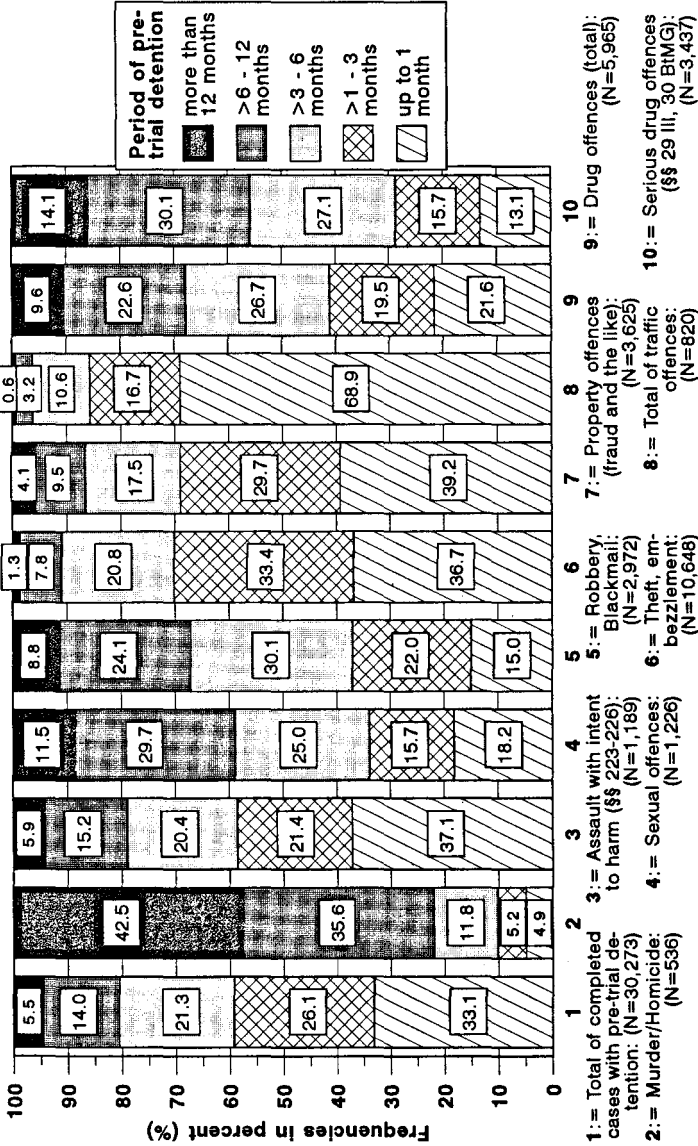 Frequencies in percent (%)
100
90
80
70
60
50
40
30
20
10
0
5.5
14.0
21.3
26.1
33.1
1
42.5
35.6
11.8
5.2
4.9
2
5.9
15.2
20.4
21.4
37.1
3
11.5
29.7
25.0
15.7
18.2
4
8.8
24.1
30.1
22.0
15.0
5
1.3
7.8
20.8
33.4
36.7
6
4.1
9.5
17.5
29.7
39.2
7
0.6
3.2
10.6
16.7
68.9
8
9.6
22.6
26.7
19.5
21.6
9
14.1
30.1
27.1
15.7
13.1
10
Period of pre-
trial detention
more than
12 months
>6 - 12
months
>3 - 6
months
>1 - 3
months
up to 1
month
1:= Total of completed
cases with pre-trial de-
tention: (N=30,273)
2:= Murder/Homicide:
(N=536)
3:= Assault with intent
to harm (§§ 223-226):
(N=1,189)
4:= Sexual offences:
(N=1,226)
5:= Robbery,
Blackmail:
(N=2,972)
6:= Theft, em-
bezzlement:
(N=10,648)
7:= Property offences
(fraud and the like):
(N=3,625)
8:= Total of traffic
offences:
(N=820)
9:= Drug offences (total):
(N=5,965)
10:= Serious drug offences
(§§ 29 III, 30 BtMG):
(N=3,437)